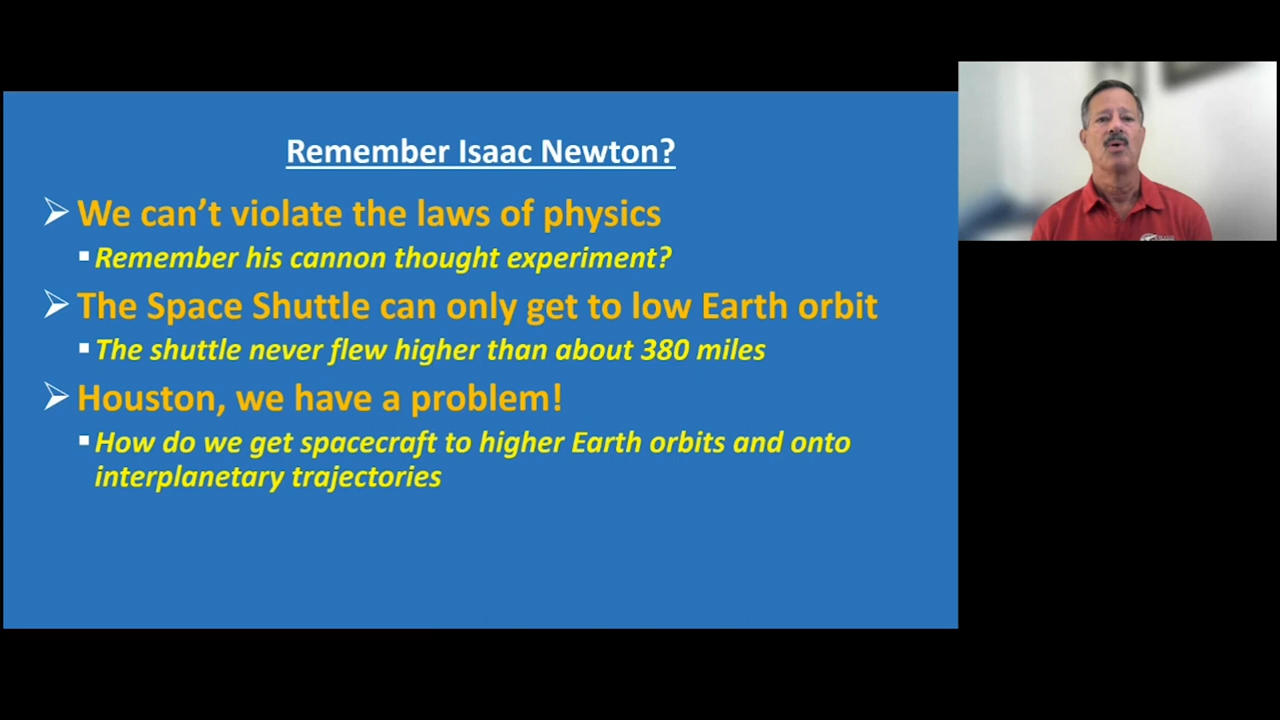 Remember Isaac Newton?
We can’t violate the laws of physics
Remember his cannon thought experiment?
The Space Shuttle can only get to low Earth orbit
The shuttle never flew higher than about 380 miles
Houston, we have a problem!
How do we get spacecraft to higher Earth orbits and onto
interplanetary trajectories